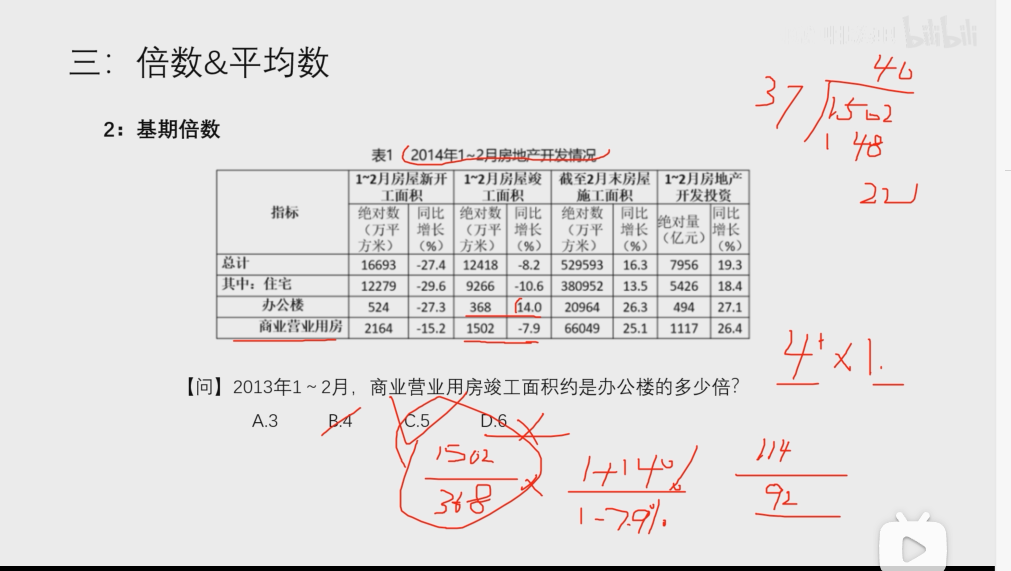 bilibili
三：倍数&平均数
2：基期倍数
表1 2014年1~2月房地产开发情况
指标 1~2月房屋新开工面积 1~2月房屋竣工面积 截至2月末房屋施工面积 1~2月房地产开发投资
绝对数（万平方米） 同比增长（%） 绝对数（万平方米） 同比增长（%） 绝对数（万平方米） 同比增长（%） 绝对量（亿元） 同比增长（%）
总计 16693 -27.4 12418 -8.2 529593 16.3 7956 19.3
其中：住宅 12279 -29.6 9266 -10.6 380952 13.5 5426 18.4
办公楼 524 -27.3 368 14.0 20964 26.3 494 27.1
商业营业用房 2164 -15.2 1502 -7.9 66049 25.1 1117 26.4
【问】2013年1～2月，商业营业用房竣工面积约是办公楼的多少倍？
A.3 B.4 C.5 D.6
40
37 1502
148
22
4+ × 1.
1502
368
×
1+14%
1-7.9%
114
92